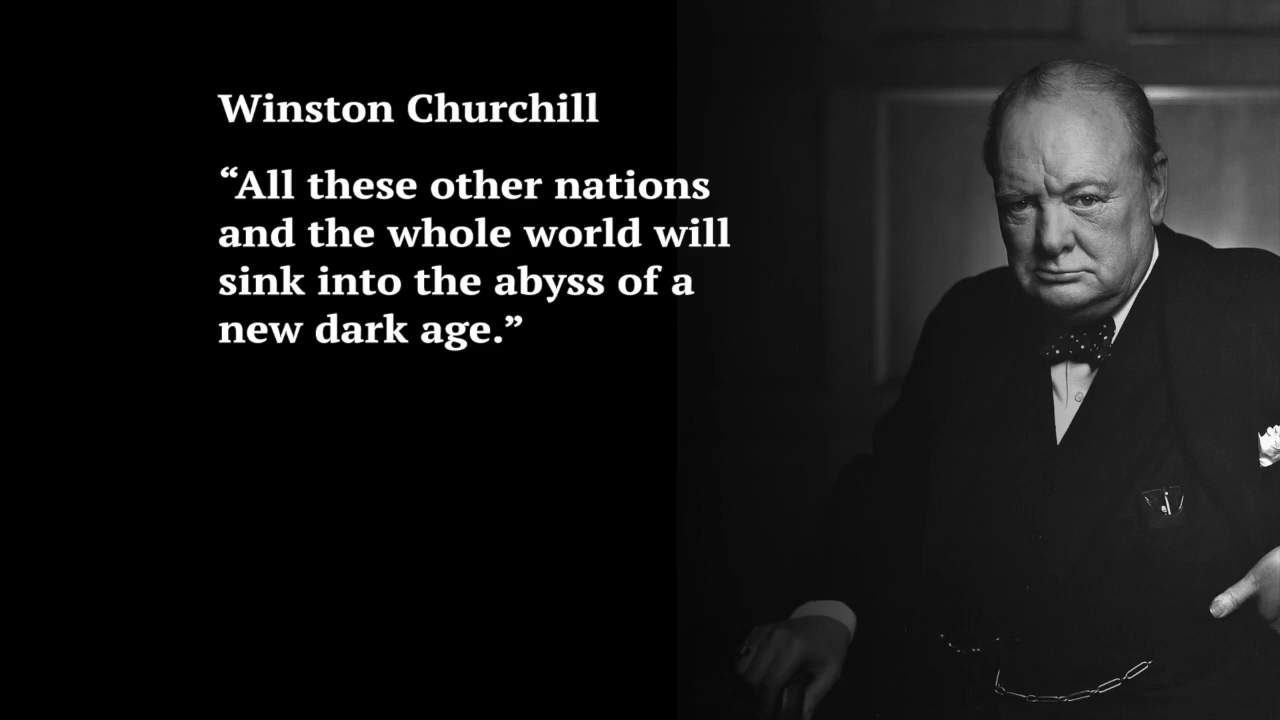 Winston Churchill
“All these other nations
and the whole world will
sink into the abyss of a
new dark age.”